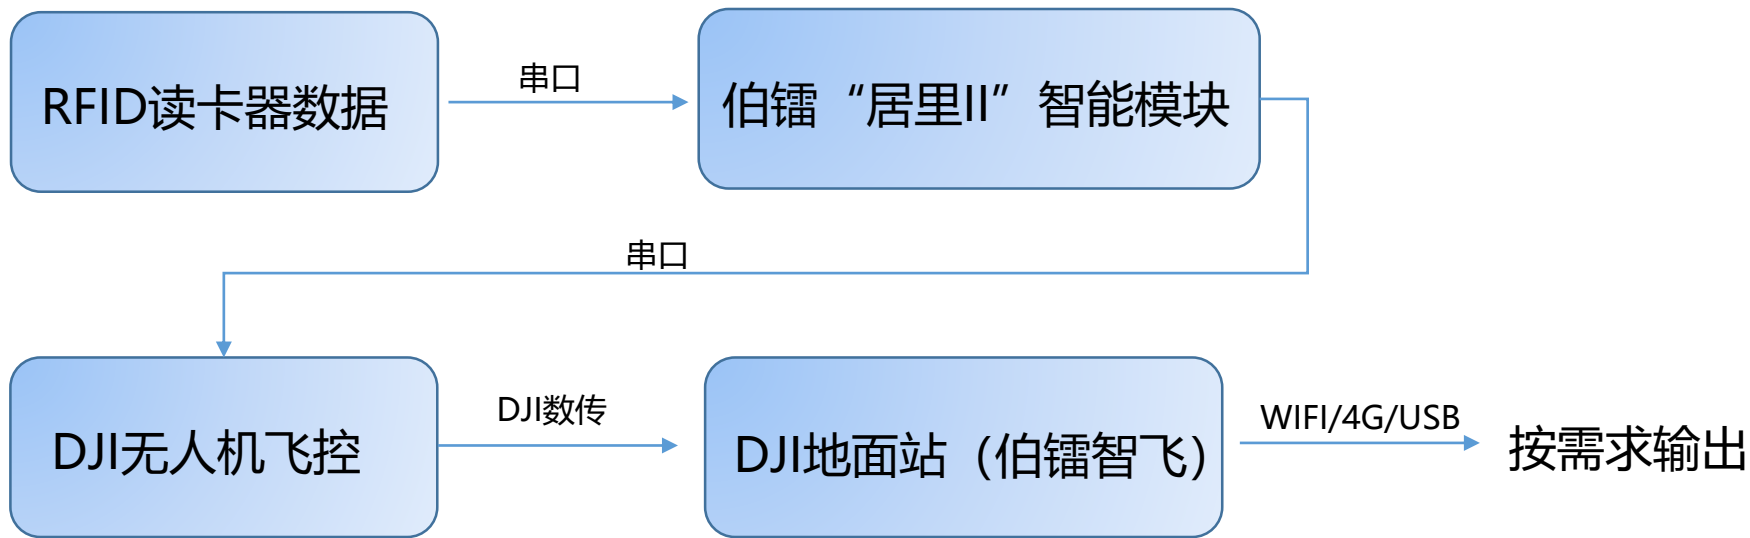 RFID读卡器数据
串口
伯镭“居里II”智能模块
串口
DJI无人机飞控
DJI数传
DJI地面站（伯镭智飞）
WIFI/4G/USB
按需求输出